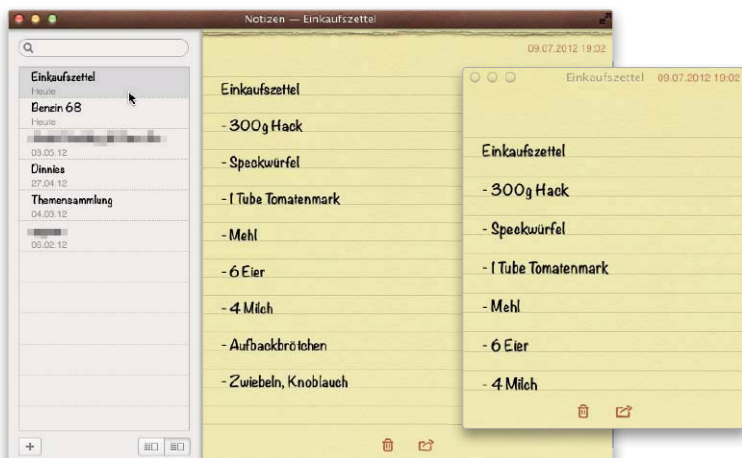 Notizen — Einkaufszettel
Einkaufszettel
Heute
Benzin 68
Heute
03.05.12
Dinnies
27.04.12
Themensammlung
04.03.12
06.02.12
09.07.2012 19:02
Einkaufszettel
- 300g Hack
- Speckwürfel
- 1 Tube Tomatenmark
- Mehl
- 6 Eier
- 4 Milch
- Aufbackbrötchen
- Zwiebeln, Knoblauch
Einkaufszettel 09.07.2012 19:02
Einkaufszettel
- 300g Hack
- Speckwürfel
- 1 Tube Tomatenmark
- Mehl
- 6 Eier
- 4 Milch